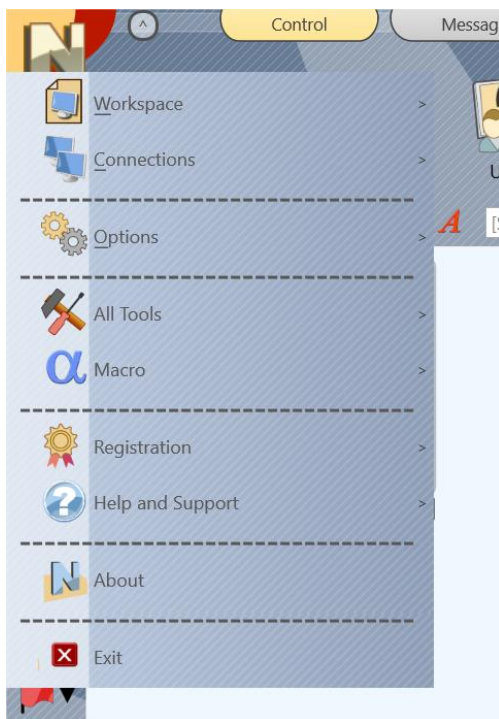 Control
Messag
Workspace
Connections
Options
All Tools
Macro
Registration
Help and Support
About
Exit